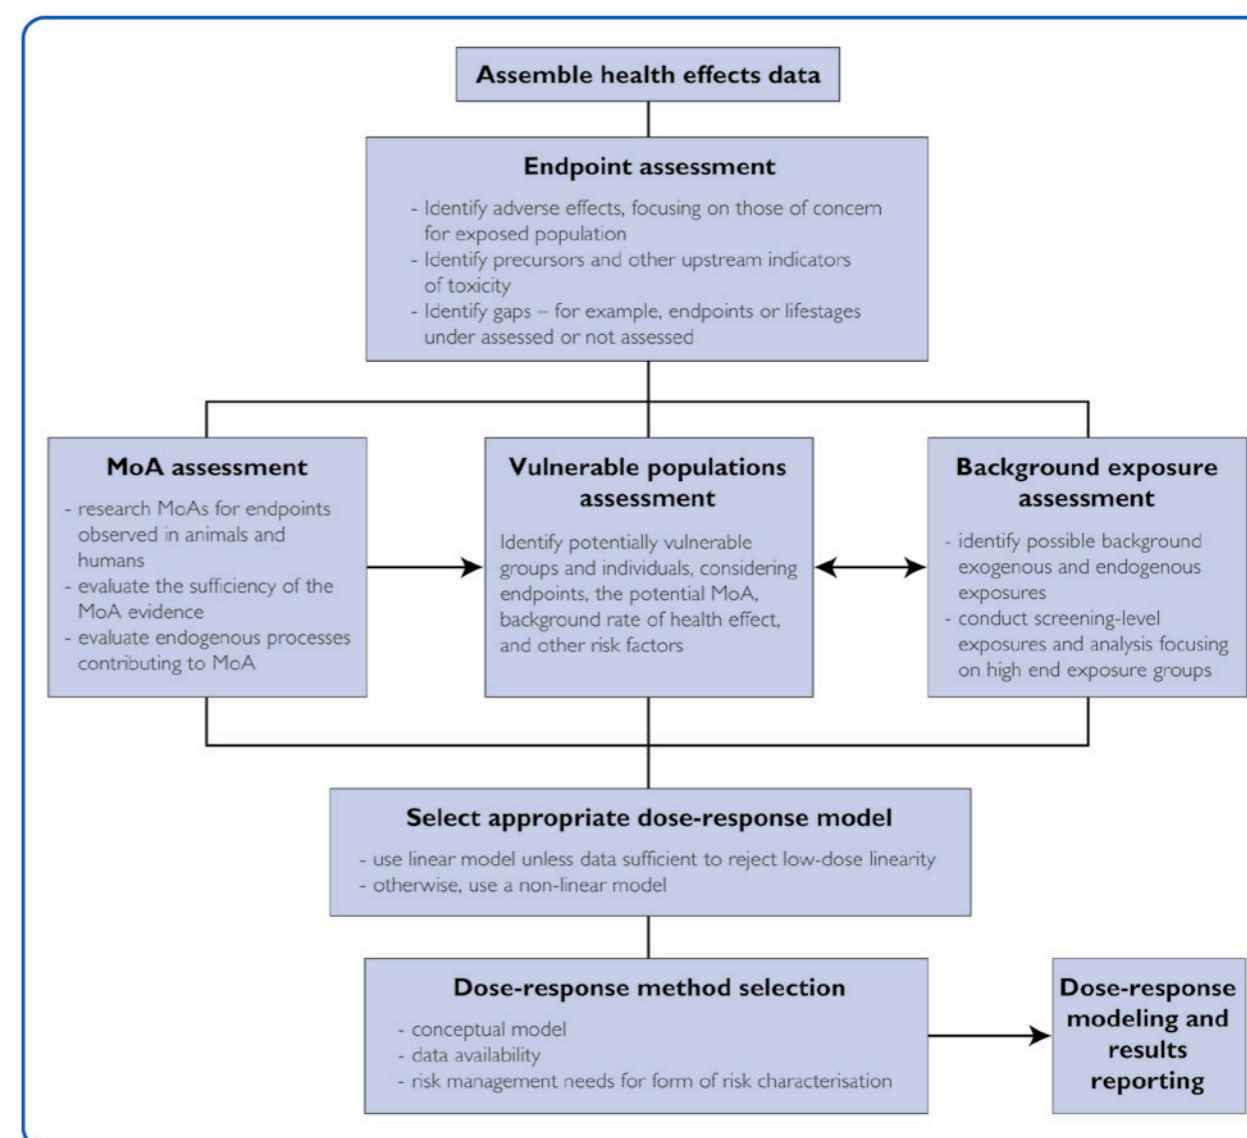 Assemble health effects data
Endpoint assessment
- Identify adverse effects, focusing on those of concern
for exposed population
- Identify precursors and other upstream indicators
of toxicity
- Identify gaps – for example, endpoints or lifestages
under assessed or not assessed
MoA assessment
- research MoAs for endpoints
observed in animals and
humans
- evaluate the sufficiency of the
MoA evidence
- evaluate endogenous processes
contributing to MoA
Vulnerable populations
assessment
Identify potentially vulnerable
groups and individuals, considering
endpoints, the potential MoA,
background rate of health effect,
and other risk factors
Background exposure
assessment
- identify possible background
exogenous and endogenous
exposures
- conduct screening-level
exposures and analysis focusing
on high end exposure groups
Select appropriate dose-response model
- use linear model unless data sufficient to reject low-dose linearity
- otherwise, use a non-linear model
Dose-response method selection
- conceptual model
- data availability
- risk management needs for form of risk characterisation
Dose-response
modeling and
results
reporting